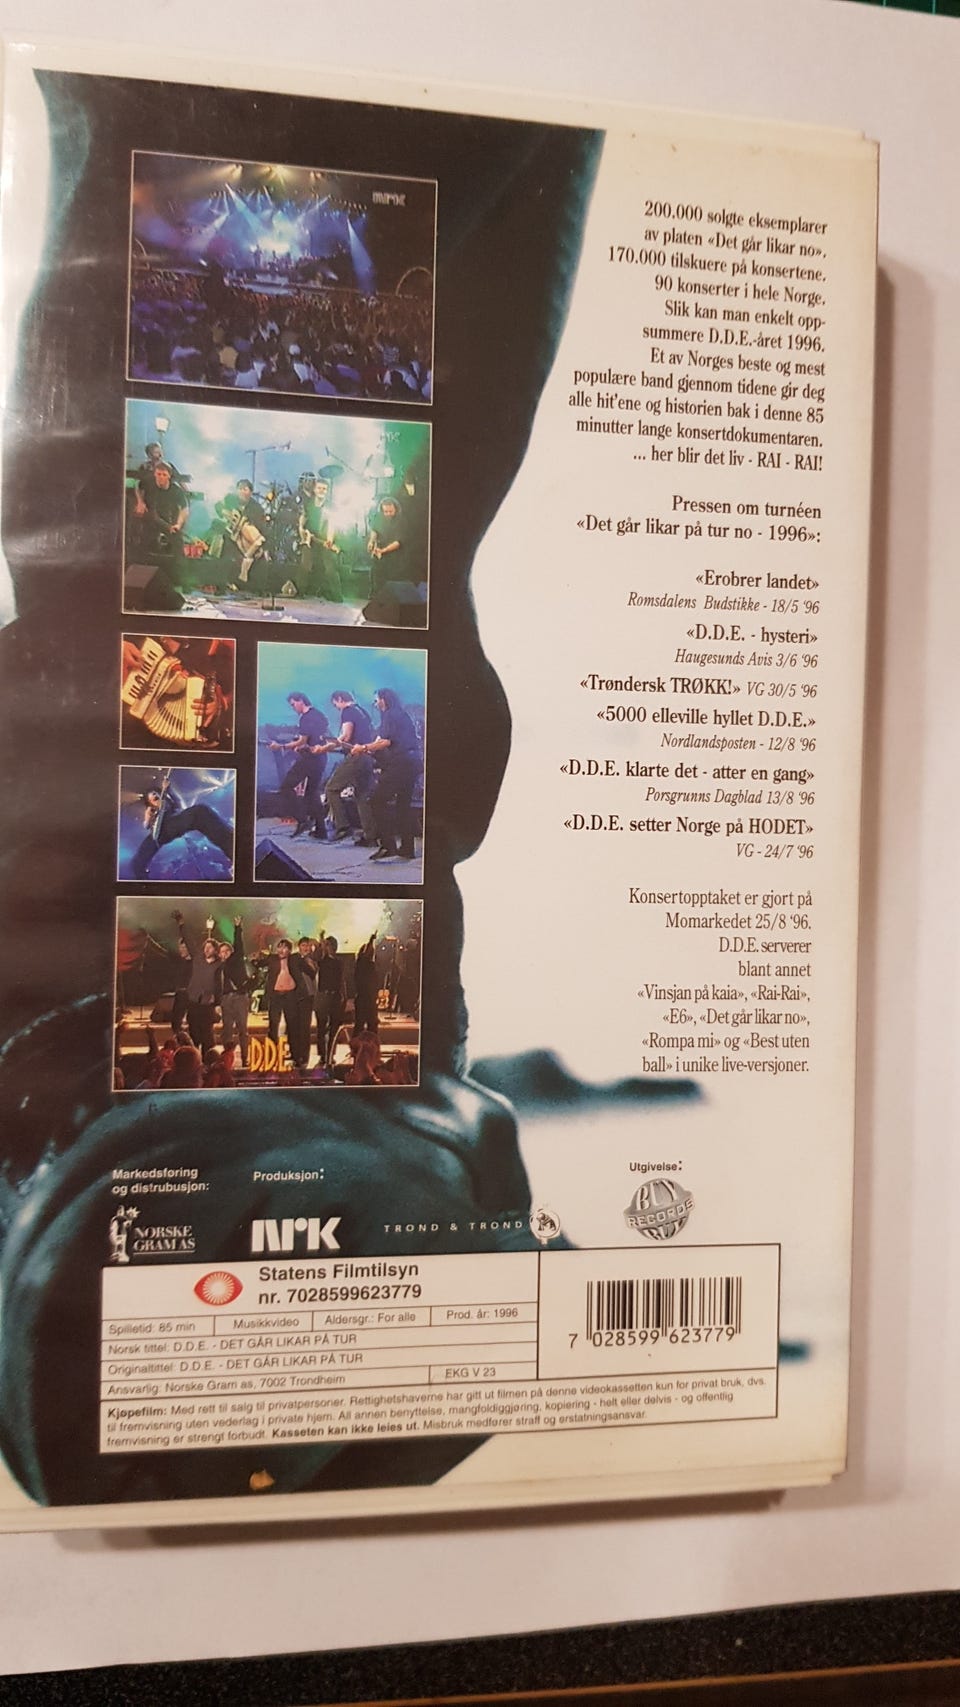 nrk
200.000 solgte eksemplarer
av platen «Det går likar no».
170.000 tilskuere på konsertene.
90 konserter i hele Norge.
Slik kan man enkelt opp-
summere D.D.E.-året 1996.
Et av Norges beste og mest
populære band gjennom tidene gir deg
alle hit'ene og historien bak i denne 85
minutter lange konsertdokumentaren.
... her blir det liv - RAI - RAI!
Pressen om turnéen
«Det går likar på tur no - 1996»:
«Erobrer landet»
Romsdalens Budstikke - 18/5 '96
«D.D.E. - hysteri»
Haugesunds Avis 3/6 '96
«Trøndersk TRØKK!» VG 30/5 '96
«5000 elleville hyllet D.D.E.»
Nordlandsposten - 12/8 '96
«D.D.E. klarte det - atter en gang»
Porsgrunns Dagblad 13/8 '96
«D.D.E. setter Norge på HODET»
VG - 24/7 '96
Konsertopptaket er gjort på
Momarkedet 25/8 '96.
D.D.E. serverer
blant annet
«Vinsjan på kaia», «Rai-Rai»,
«E6», «Det går likar no»,
«Rompa mi» og «Best uten
ball» i unike live-versjoner.
D.D.E.
Markedsføring
og distrubusjon:
NORSKE
GRAM AS
Produksjon:
NRK
TROND & TROND
Utgivelse:
BUY
RECORDS
Statens Filmtilsyn
nr. 7028599623779
Spilletid: 85 min
Musikkvideo
Aldersgr.: For alle
Prod. år: 1996
Norsk tittel: D.D.E. - DET GÅR LIKAR PÅ TUR
Originaltittel: D.D.E. - DET GÅR LIKAR PÅ TUR
Ansvarlig: Norske Gram as, 7002 Trondheim
EKG V 23
7 028599 623779
Kjøpefilm: Med rett til salg til privatpersoner. Rettighetshaverne har gitt ut filmen på denne videokassetten kun for privat bruk, dvs.
til fremvisning uten vederlag i private hjem. All annen benyttelse, mangfoldiggjøring, kopiering - helt eller delvis - og offentlig
fremvisning er strengt forbudt. Kasseten kan ikke leies ut. Misbruk medfører straff og erstatningsansvar.